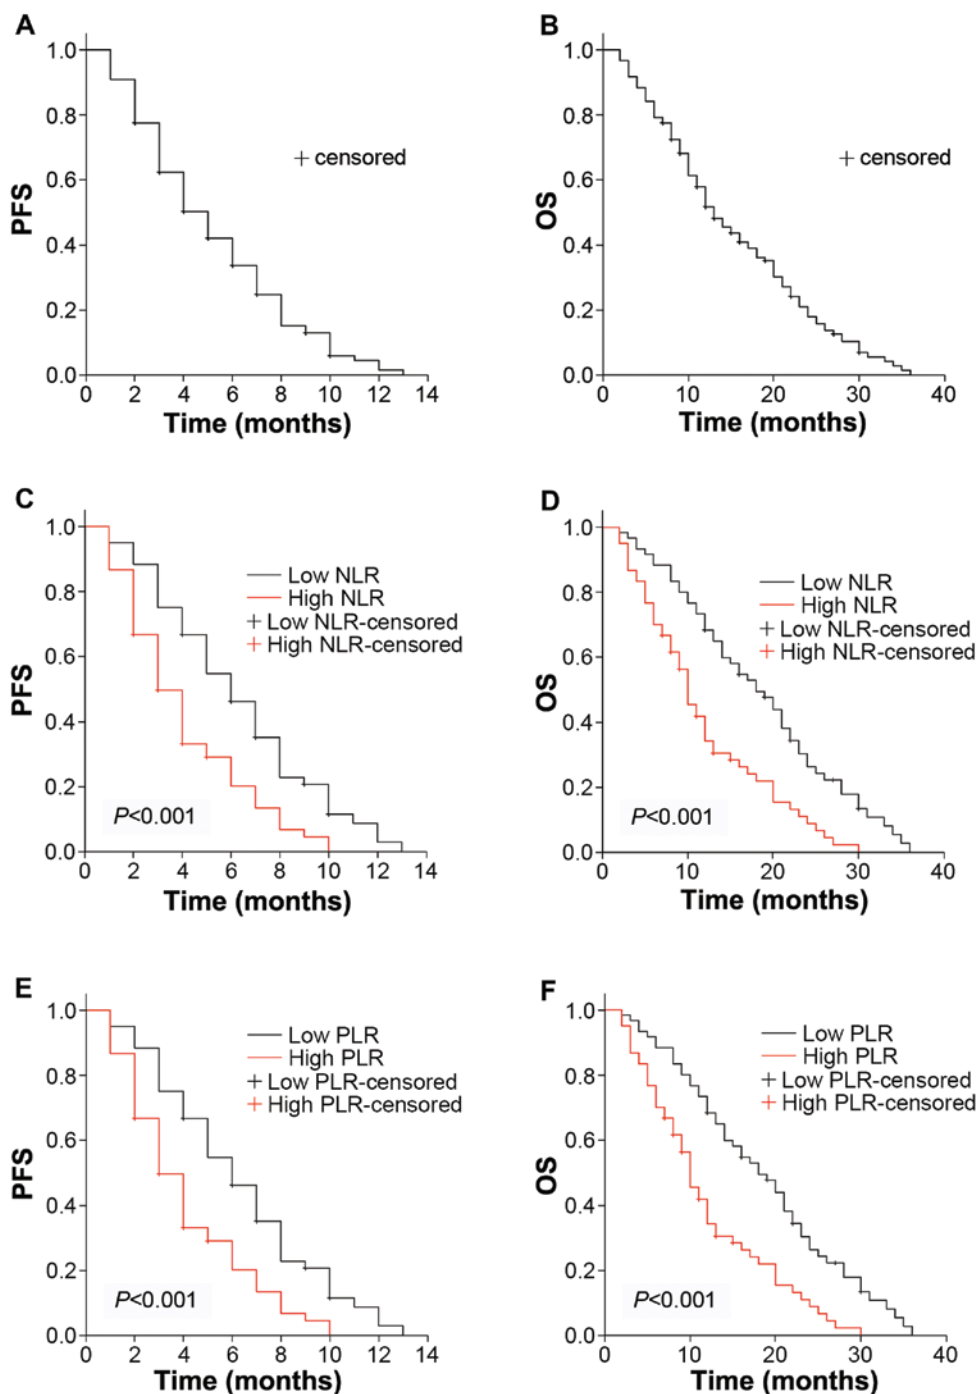 A
1.0
0.8
0.6
0.4
0.2
0.0
PFS
censored
0 2 4 6 8 10 12 14
Time (months)
B
1.0
0.8
0.6
0.4
0.2
0.0
OS
censored
0 10 20 30 40
Time (months)
C
1.0
0.8
0.6
0.4
0.2
0.0
PFS
Low NLR
High NLR
Low NLR-censored
High NLR-censored
P<0.001
0 2 4 6 8 10 12 14
Time (months)
D
1.0
0.8
0.6
0.4
0.2
0.0
OS
Low NLR
High NLR
Low NLR-censored
High NLR-censored
P<0.001
0 10 20 30 40
Time (months)
E
1.0
0.8
0.6
0.4
0.2
0.0
PFS
Low PLR
High PLR
Low PLR-censored
High PLR-censored
P<0.001
0 2 4 6 8 10 12 14
Time (months)
F
1.0
0.8
0.6
0.4
0.2
0.0
OS
Low PLR
High PLR
Low PLR-censored
High PLR-censored
P<0.001
0 10 20 30 40
Time (months)